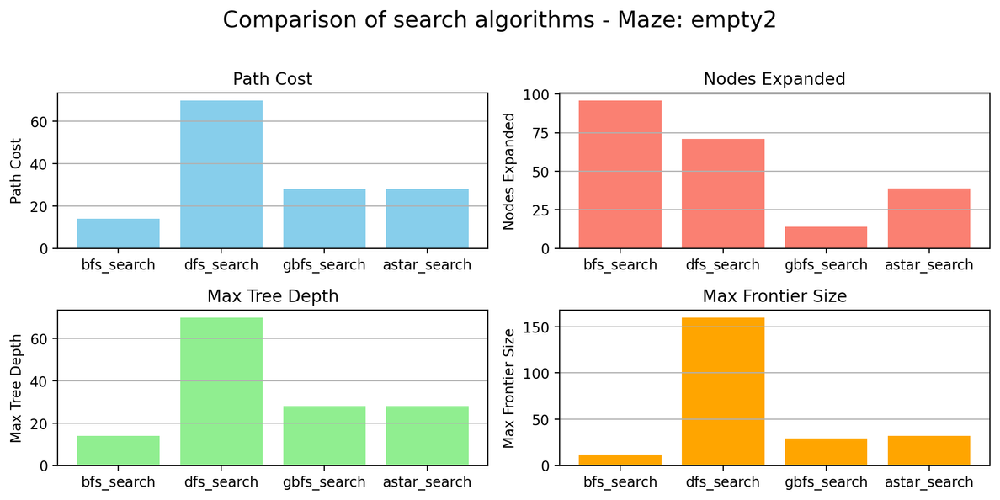 Comparison of search algorithms - Maze: empty2
Path Cost
Path Cost
60
40
20
0
bfs_search dfs_search gbfs_search astar_search
Nodes Expanded
Nodes Expanded
100
75
50
25
0
bfs_search dfs_search gbfs_search astar_search
Max Tree Depth
Max Tree Depth
60
40
20
0
bfs_search dfs_search gbfs_search astar_search
Max Frontier Size
Max Frontier Size
150
100
50
0
bfs_search dfs_search gbfs_search astar_search